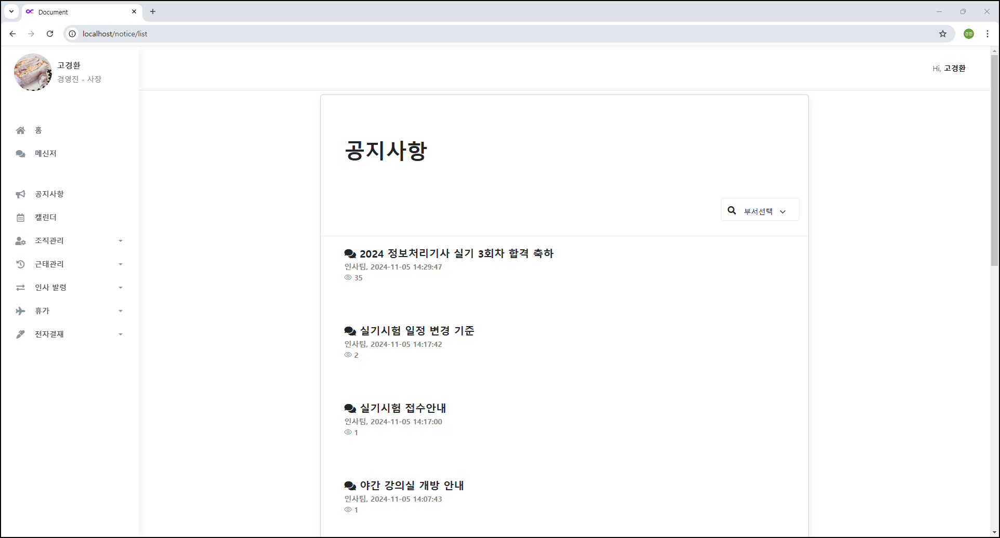 Document
localhost/notice/list
경환
고경환
경영진 - 사장
Hi, 고경환
홈
메신저
공지사항
캘린더
조직관리
근태관리
인사 발령
휴가
전자결재
공지사항
부서선택
2024 정보처리기사 실기 3회차 합격 축하
인사팀, 2024-11-05 14:29:47
35
실기시험 일정 변경 기준
인사팀, 2024-11-05 14:17:42
2
실기시험 접수안내
인사팀, 2024-11-05 14:17:00
1
야간 강의실 개방 안내
인사팀, 2024-11-05 14:07:43
1